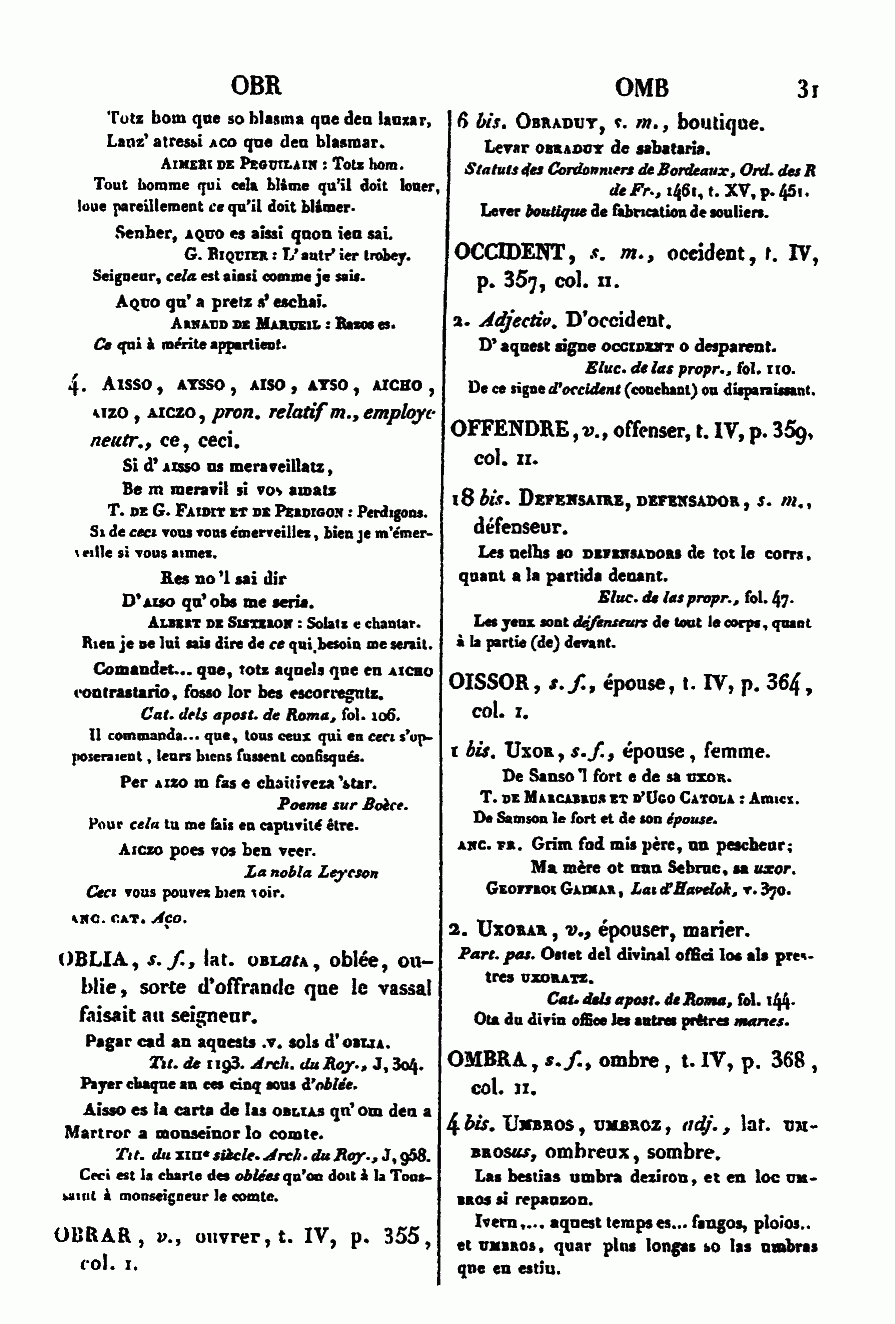 OBR
OMB 31
Totz hom que so blasma que deu lauzar,
Lauz' atressi ACO que deu blasmar.
AIMERI DE PEGUILAIN : Totz hom.
Tout homme qui cela blâme qu'il doit louer,
loue pareillement ce qu'il doit blâmer.
Senher, AQUO es aissi quon ieu sai.
G. RIQUIER : L' autr' ier trobey.
Seigneur, cela est ainsi comme je sais.
AQUO qu' a pretz s' eschai.
ARNAUD DE MARUEIL : Razos es.
Ce qui à mérite appartient.
4. AISSO, AYSSO, AISO, AYSO, AICHO,
AIZO, AICZO, pron. relatif m., employé
neutr., ce, ceci.
Si d' AISSO us meraveillatz,
Be m meravil si vos amatz
T. DE G. FAIDIT ET DE PERDIGON : Perdigons.
Si de ceci vous vous émerveillez, bien je m'émer-
veille si vous aimez.
Res no 'l sai dir
D' AISO qu' obs me seria.
ALBERT DE SISTERON : Solatz e chantar.
Rien je ne lui sais dire de ce qui besoin me serait.
Comandet... que, totz aquels que en AICHO
contrastario, fosso lor bes escorregutz.
Cat. dels apost. de Roma, fol. 106.
Il commanda... que, tous ceux qui en ceci s'op-
poseraient, leurs biens fussent confisqués.
Per AIZO m fas e chaitiveza 'star.
Poeme sur Boèce.
Pour cela tu me fais en captivité être.
AICZO poes vos ben veer.
La nobla Leyczon
Ceci vous pouvez bien voir.
ANC. CAT. Aço.
OBLIA, s. f., lat. OBLATA, oblée, ou-
blie, sorte d'offrande que le vassal
faisait au seigneur.
Pagar cad an aquests .v. sols d' OBLIA.
Tit. de 1193. Arch. du Roy., J, 304.
Payer chaque an ces cinq sous d'oblée.
Aisso es la carta de las OBLIAS qu' om deu a
Martror a monseinor lo comte.
Tit. du XIIIe siècle. Arch. du Roy., J, 968.
Ceci est la charte des oblées qu'on doit à la Tous-
saint à monseigneur le comte.
OBRAR, v., ouvrer, t. IV, p. 355,
col. I.
6 bis. OBRADUY, s. m., boutique.
Levar OBRADUY de sabataria.
Statuts des Cordonniers de Bordeaux, Ord. des R
de Fr., 1461, t. XV, p. 451.
Lever boutique de fabrication de souliers.
OCCIDENT, s. m., occident, t. IV,
p. 357, col. II.
2. Adjectiv. D'occident.
D' aquest signe OCCIDENT o desparent.
Eluc. de las propr., fol. 110.
De ce signe d'occident (couchant) ou disparaissant.
OFFENDRE, v., offenser, t. IV, p. 359,
col. II.
18 bis. DEFENSAIRE, DEFENSADOR, s. m.,
défenseur.
Les uelhs so DEFENSADORS de tot le corrs,
quant a la partida denant.
Eluc. de las propr., fol. 47.
Les yeux sont défenseurs de tout le corps, quant
à la partie (de) devant.
OISSOR, s. f., épouse, t. IV, p. 364,
col. I.
1 bis. UXOR, s. f., épouse, femme.
De Sanso 'l fort e de sa UXOR.
T. DE MARCABRUS ET D'UGO CATOLA : Amicx.
De Samson le fort et de son épouse.
ANC. FR. Grim fud mis père, un pescheur;
Ma mère ot nun Sebruc, sa uxor.
GEOFFROI GAIMAR, Lai d'Havelok, v. 370.
2. UXORAR, v., épouser, marier.
Part. pas. Ostet del divinal offici los als pres-
tres UXORATZ.
Cat. dels apost. de Roma, fol. 144.
Ota du divin office les autres prêtres mariés.
OMBRA, s. f., ombre, t. IV, p. 368,
col. II.
4 bis. UMBROS, UMBROZ, adj., lat. UM-
BROSUS, ombreux, sombre.
Las bestias umbra deziron, et en loc UM-
BROS si repauzon.
Ivern,... aquest temps es... fangos, ploios..
et UMBROS, quar plus longas so las umbras
que en estiu.